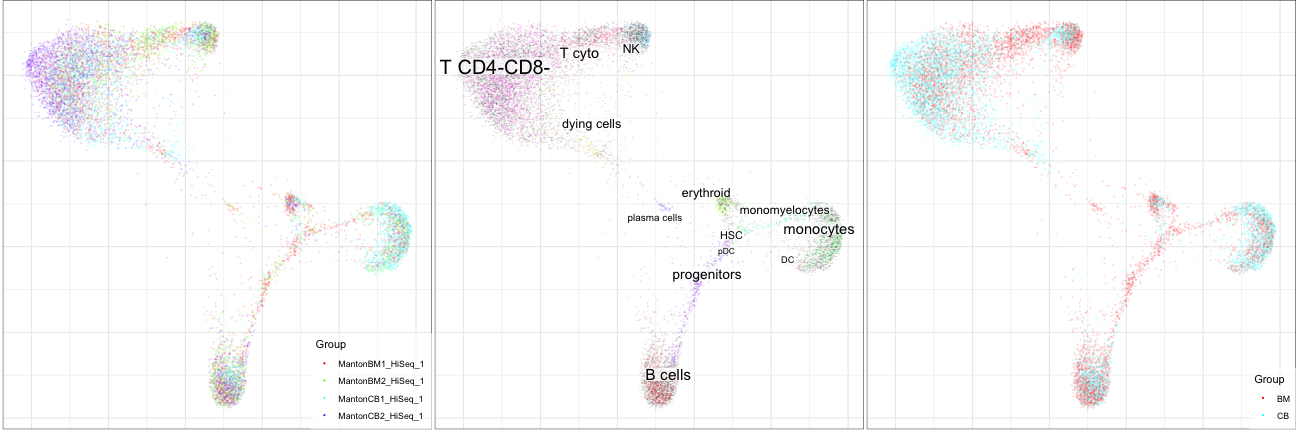 Group
MantonBM1_HiSeq_1
MantonBM2_HiSeq_1
MantonCB1_HiSeq_1
MantonCB2_HiSeq_1
T cyto
NK
T CD4-CD8-
dying cells
erythroid
plasma cells
monomyelocytes
HSC
monocytes
pDC
DC
progenitors
B cells
Group
BM
CB